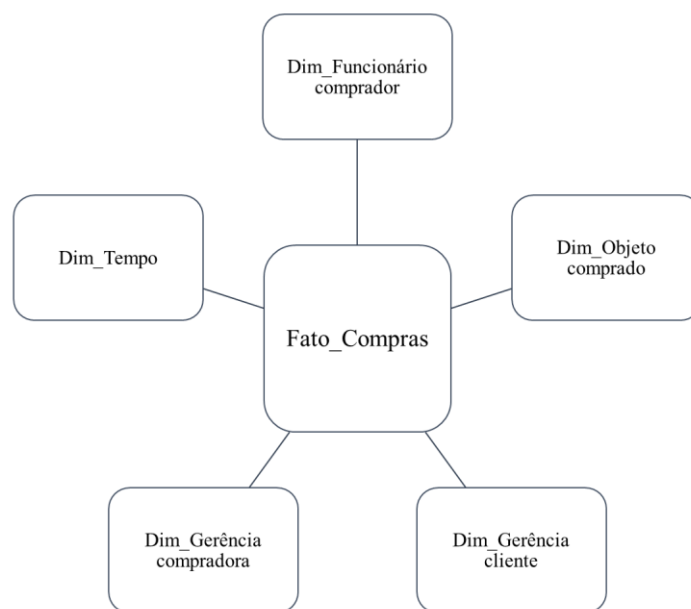 Dim_Funcionário
comprador
Dim_Tempo
Dim_Objeto
comprado
Fato_Compras
Dim_Gerência
compradora
Dim_Gerência
cliente